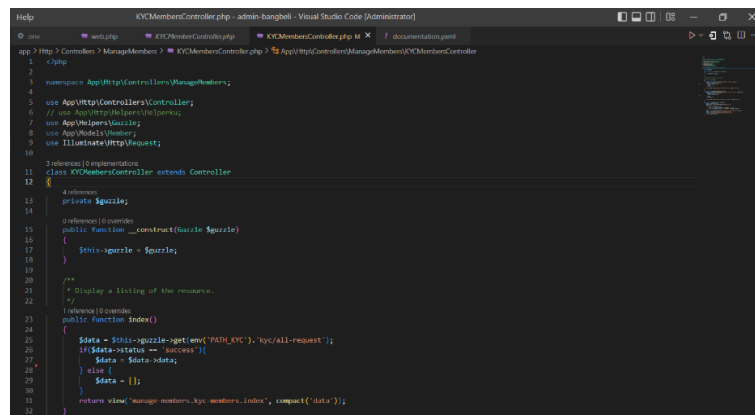 Help KYCMembersController.php - admin-bangbeli - Visual Studio Code [Administrator]
.env web.php KYCMemberController.php KYCMembersController.php M documentation.yaml
app > Http > Controllers > ManageMembers > KYCMembersController.php > App\Http\Controllers\ManageMembers\KYCMembersController
1 <?php
2
3 namespace App\Http\Controllers\ManageMembers;
4
5 use App\Http\Controllers\Controller;
6 // use App\Http\Helpers\Helperku;
7 use App\Helpers\Guzzle;
8 use App\Models\Member;
9 use Illuminate\Http\Request;
10
3 references | 0 implementations
11 class KYCMembersController extends Controller
12 {
4 references
13 private $guzzle;
14
0 references | 0 overrides
15 public function __construct(Guzzle $guzzle)
16 {
17 $this->guzzle = $guzzle;
18 }
19
20 /**
21 * Display a listing of the resource.
22 */
1 reference | 0 overrides
23 public function index()
24 {
25 $data = $this->guzzle->get(env('PATH_KYC').'kyc/all-request');
26 if($data->status == 'success'){
27 $data = $data->data;
28 } else {
29 $data = [];
30 }
31 return view('manage-members.kyc-members.index', compact('data'));
32 }